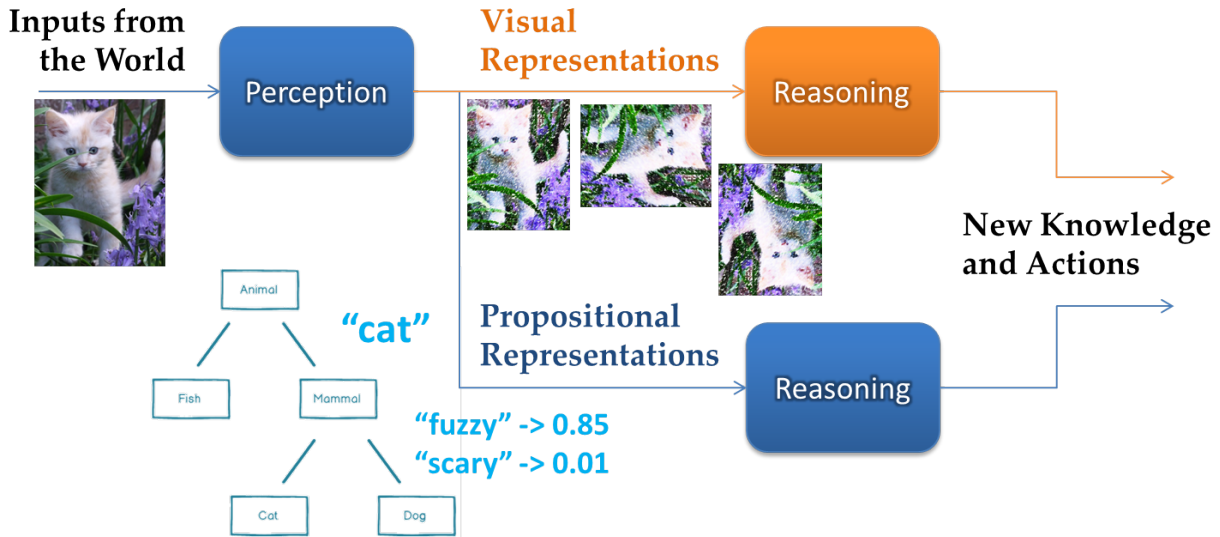 Inputs from
the World
Perception
Visual
Representations
Reasoning
New Knowledge
and Actions
Animal
Fish
Mammal
Cat
Dog
“cat”
“fuzzy” -> 0.85
“scary” -> 0.01
Propositional
Representations
Reasoning